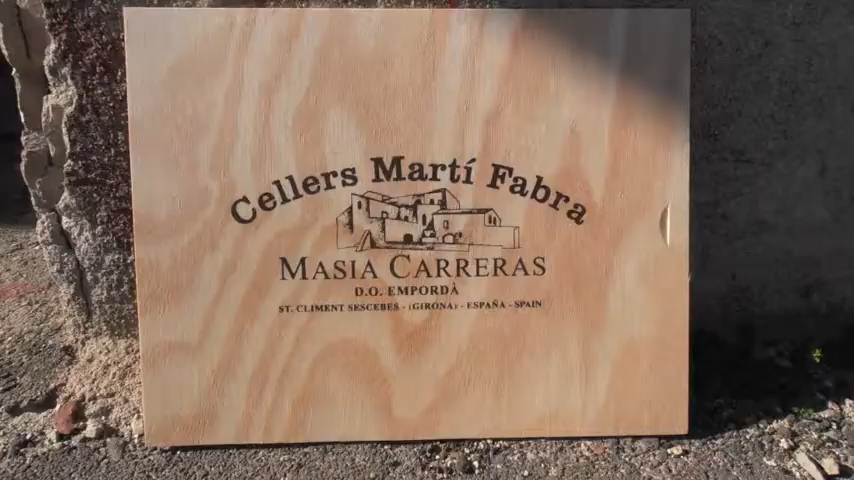 Cellers Martí Fabra
MASIA CARRERAS
D.O. EMPORDÀ
ST. CLIMENT SESCEBES - (GIRONA) - ESPAÑA - SPAIN